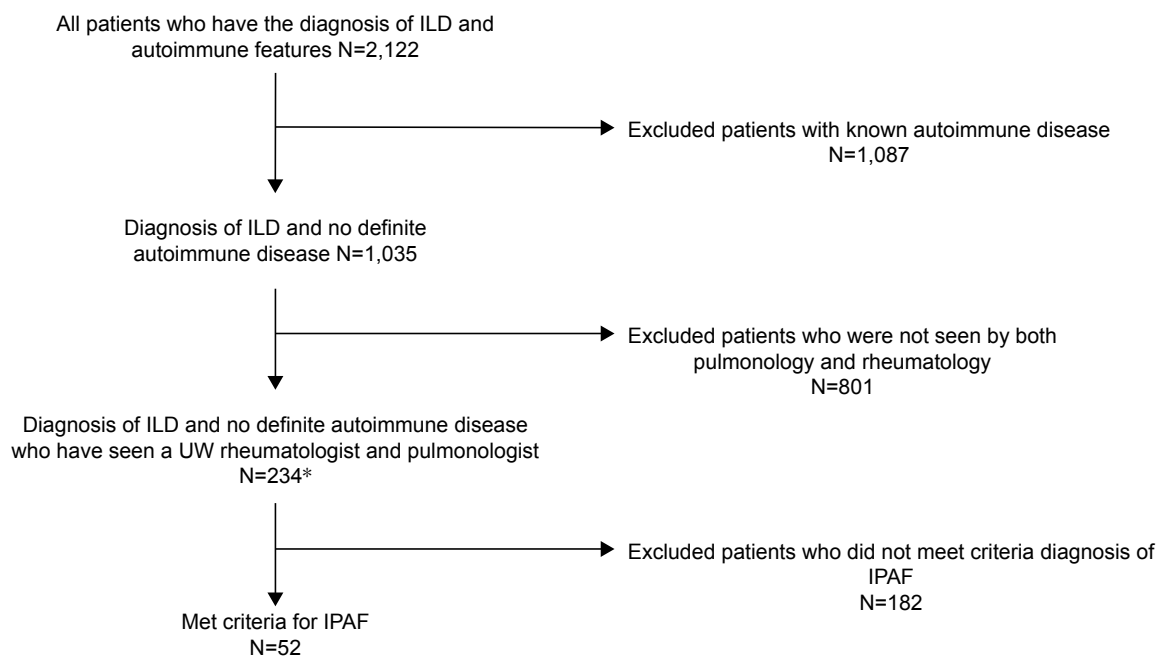 All patients who have the diagnosis of ILD and
autoimmune features N=2,122
Excluded patients with known autoimmune disease
N=1,087
Diagnosis of ILD and no definite
autoimmune disease N=1,035
Excluded patients who were not seen by both
pulmonology and rheumatology
N=801
Diagnosis of ILD and no definite autoimmune disease
who have seen a UW rheumatologist and pulmonologist
N=234*
Excluded patients who did not meet criteria diagnosis of
IPAF
N=182
Met criteria for IPAF
N=52